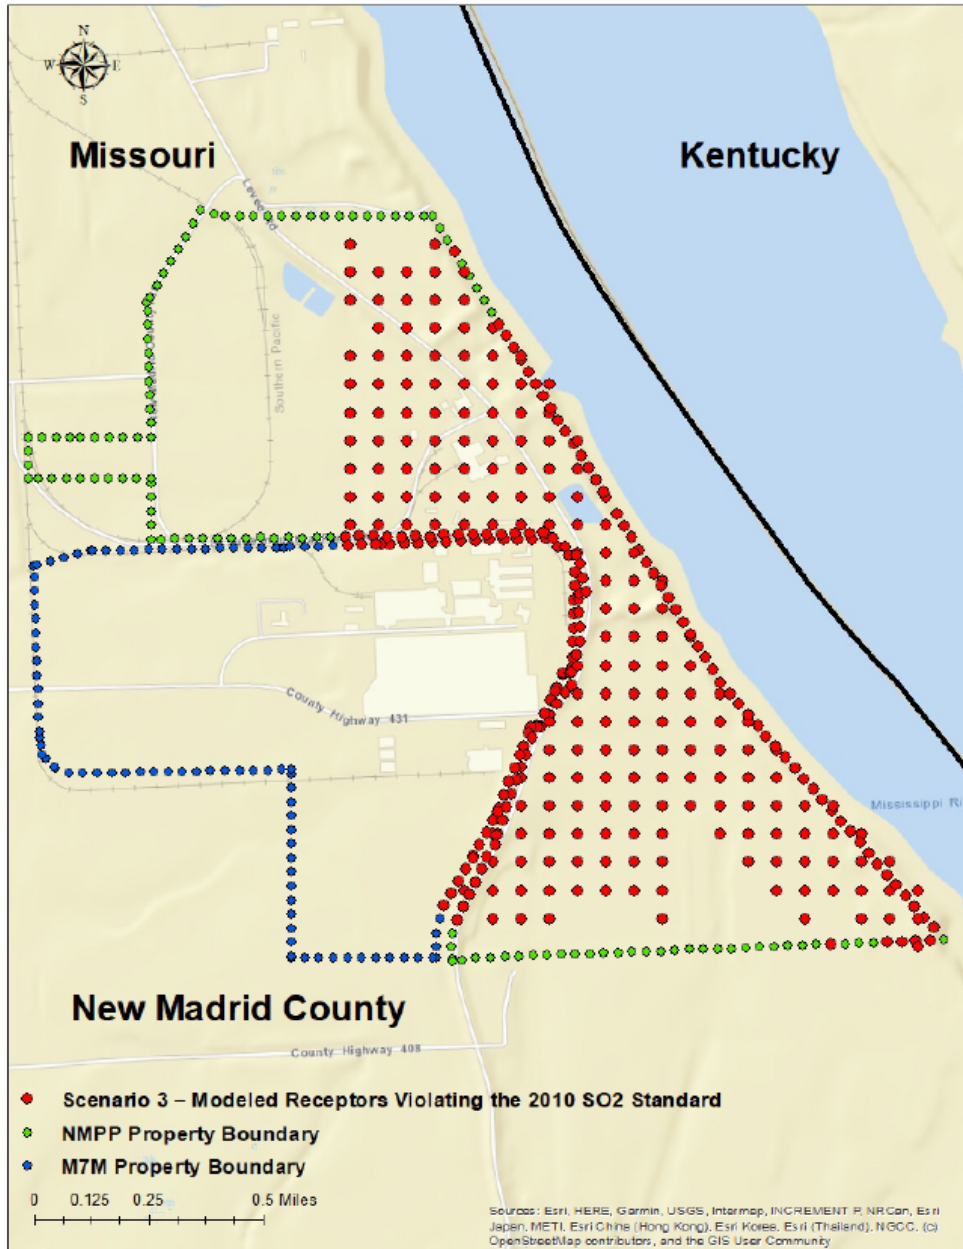 N
W E
S
Missouri
Kentucky
Levee Rd
Southern Pacific
County Highway 431
Mississippi Ri
New Madrid County
County Highway 408
Scenario 3 – Modeled Receptors Violating the 2010 SO2 Standard
NMPP Property Boundary
M7M Property Boundary
0 0.125 0.25 0.5 Miles
Sources: Esri, HERE, Garmin, USGS, Intermap, INCREMENT P, NRCan, Esri
Japan, METI, Esri China (Hong Kong), Esri Korea, Esri (Thailand), NGCC, (c)
OpenStreetMap contributors, and the GIS User Community